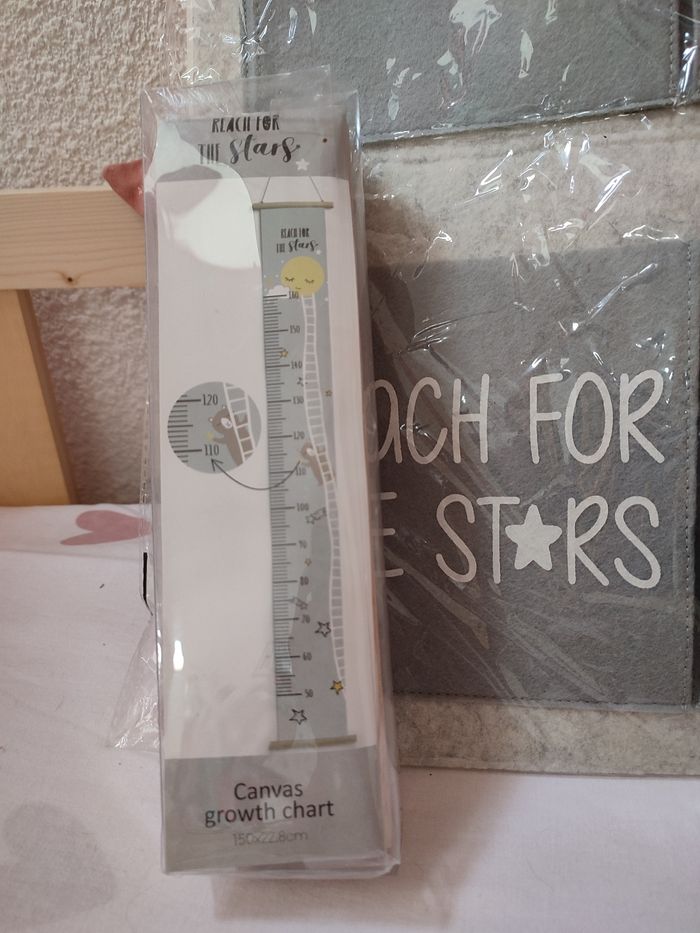 REACH FOR
THE Stars
REACH FOR
THE Stars
160
150
140
130
120
110
100
90
80
70
60
50
120
110
ACH FOR
E STARS
Canvas
growth chart
150x22.8cm